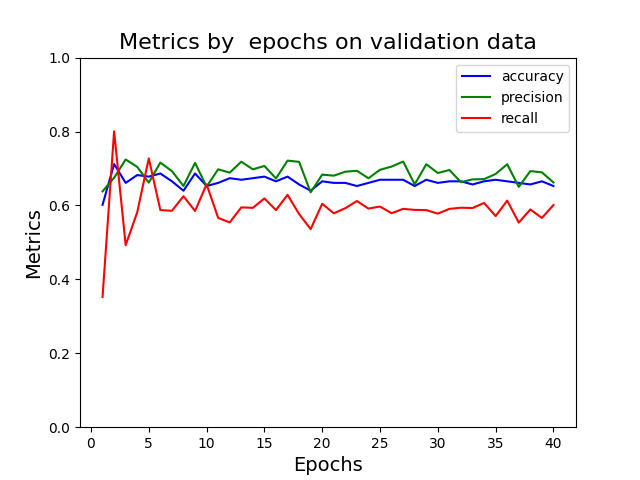 Metrics by  epochs on validation data
1.0
0.8
0.6
0.4
0.2
0.0
Metrics
accuracy
precision
recall
0 5 10 15 20 25 30 35 40
Epochs